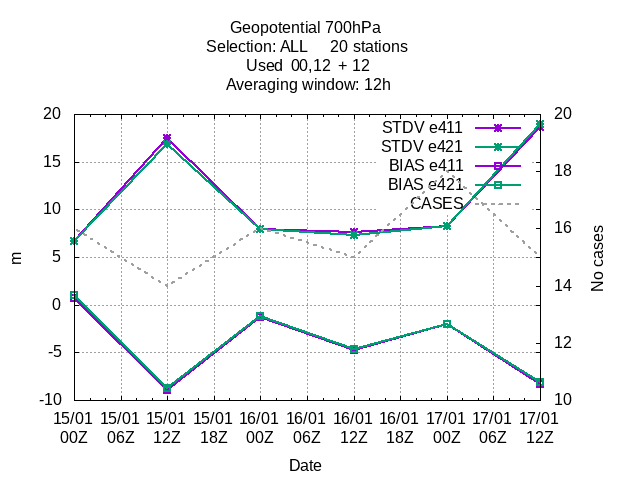 Geopotential 700hPa
Selection: ALL 20 stations
Used 00,12 + 12
Averaging window: 12h
20 20
STDV e411
STDV e421
15 18
BIAS e411
BIAS e421
10 CASES
16
5
m No cases
14
0
12
-5
-10 10
15/01 15/01 15/01 15/01 16/01 16/01 16/01 16/01 17/01 17/01 17/01
00Z 06Z 12Z 18Z 00Z 06Z 12Z 18Z 00Z 06Z 12Z
Date